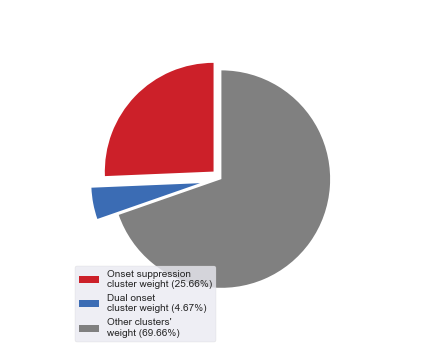 Onset suppression
cluster weight (25.66%)
Dual onset
cluster weight (4.67%)
Other clusters'
weight (69.66%)